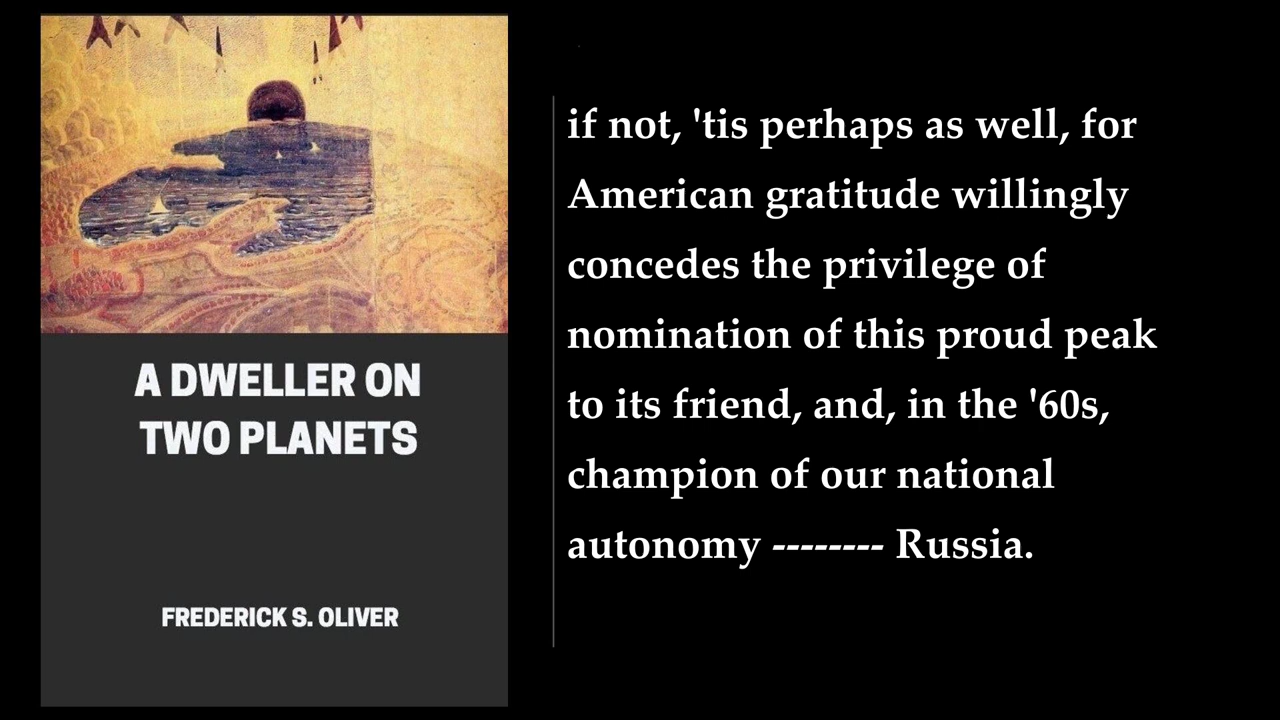 A DWELLER ON
TWO PLANETS
FREDERICK S. OLIVER
if not, 'tis perhaps as well, for
American gratitude willingly
concedes the privilege of
nomination of this proud peak
to its friend, and, in the '60s,
champion of our national
autonomy -------- Russia.